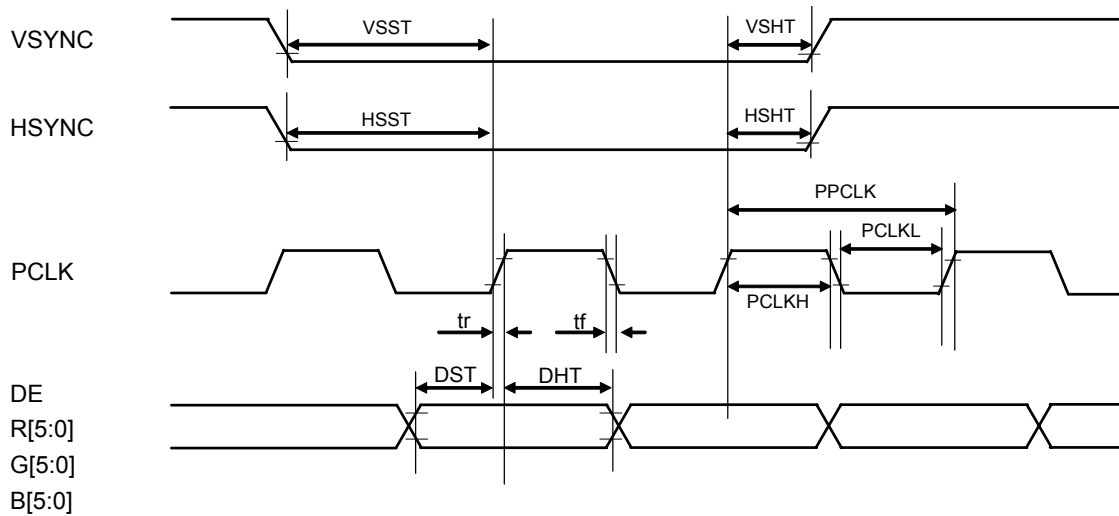 VSYNC
VSST
VSHT
HSYNC
HSST
HSHT
PPCLK
PCLKL
PCLK
PCLKH
tr
tf
DST
DHT
DE
R[5:0]
G[5:0]
B[5:0]